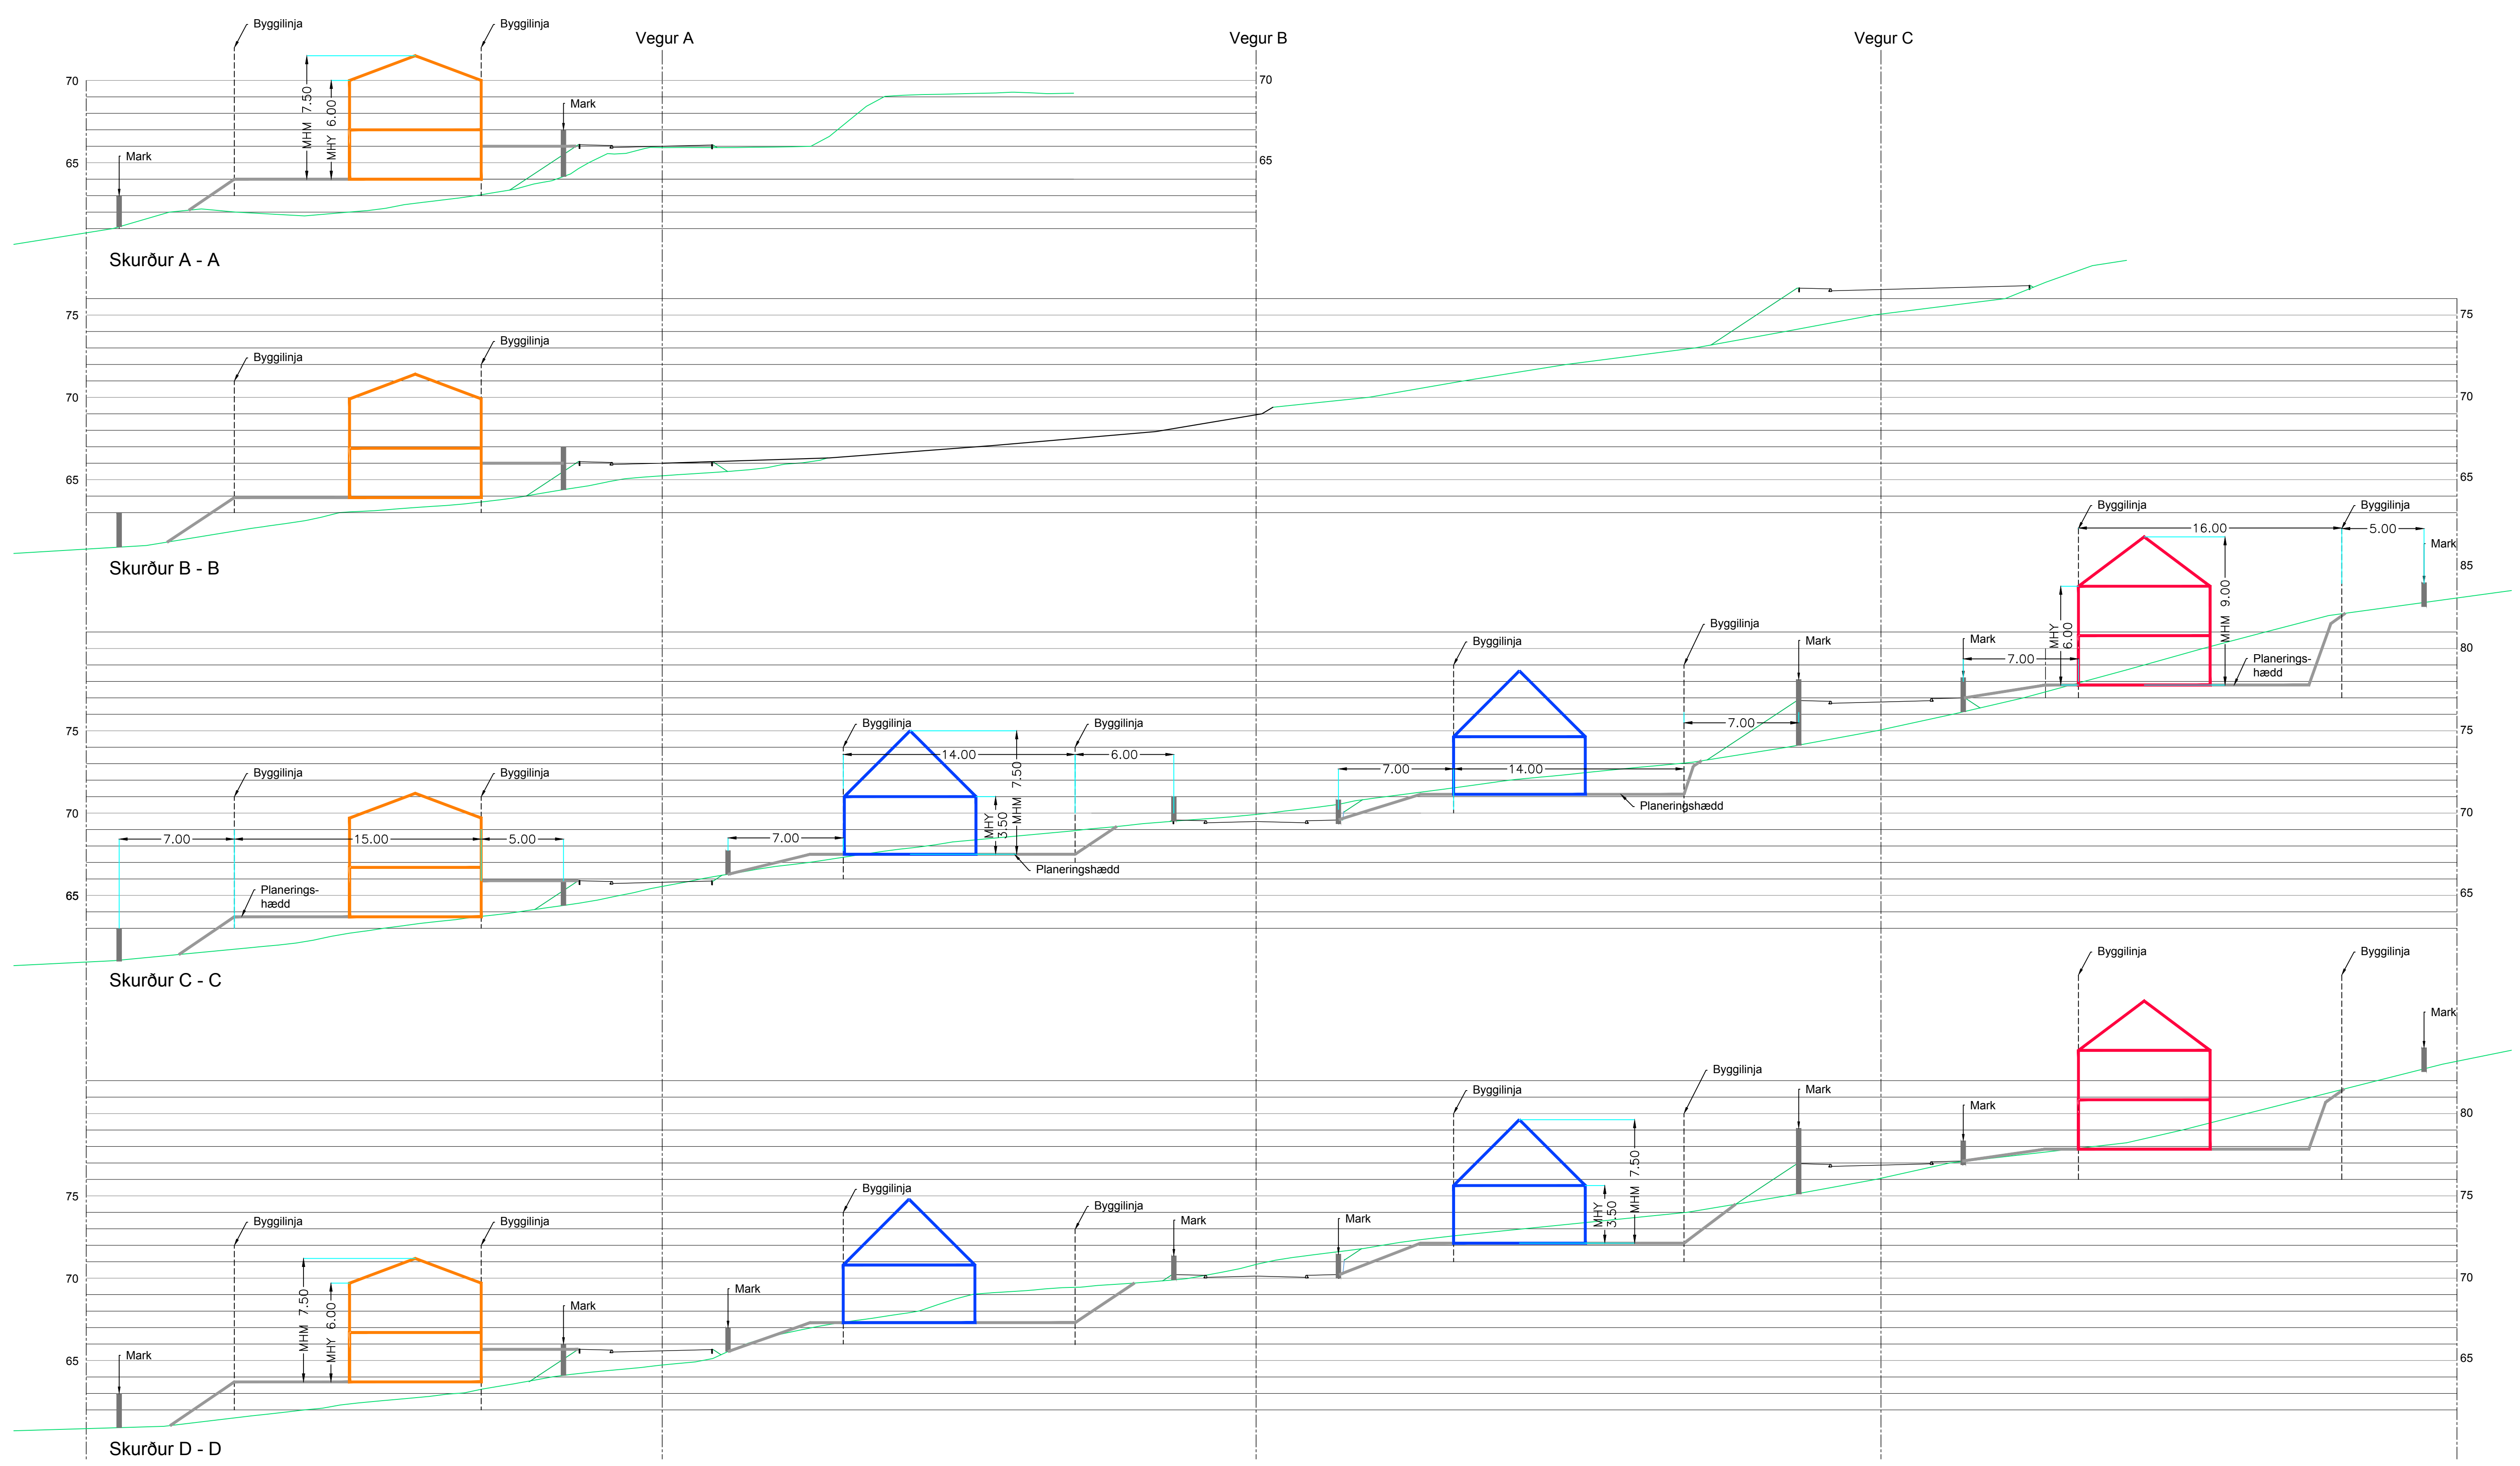 Byggilinja
Byggilinja
Vegur A
Vegur B
Vegur C
70
70
MHM 7.50
MHY 6.00
Mark
65
65
Mark
Skurður A - A
75
75
Byggilinja
Byggilinja
70
70
65
65
Skurður B - B
Byggilinja
Byggilinja
16.00
5.00
Mark
85
MHY
6.00
MHM 9.00
Byggilinja
Byggilinja
Mark
Mark
80
7.00
Planerings-
hædd
Byggilinja
Byggilinja
75
75
7.00
14.00
6.00
MHM 7.50
Byggilinja
Byggilinja
7.00
14.00
70
70
Planeringshædd
MHY
3.50
7.00
15.00
5.00
7.00
Planeringshædd
Planerings-
hædd
65
65
Skurður C - C
Byggilinja
Byggilinja
Mark
Byggilinja
Byggilinja
Mark
Mark
80
MHM 7.50
MHY
3.50
Byggilinja
Byggilinja
75
75
Byggilinja
Byggilinja
Mark
Mark
70
70
MHM 7.50
MHY 6.00
Mark
Mark
Mark
65
65
Skurður D - D